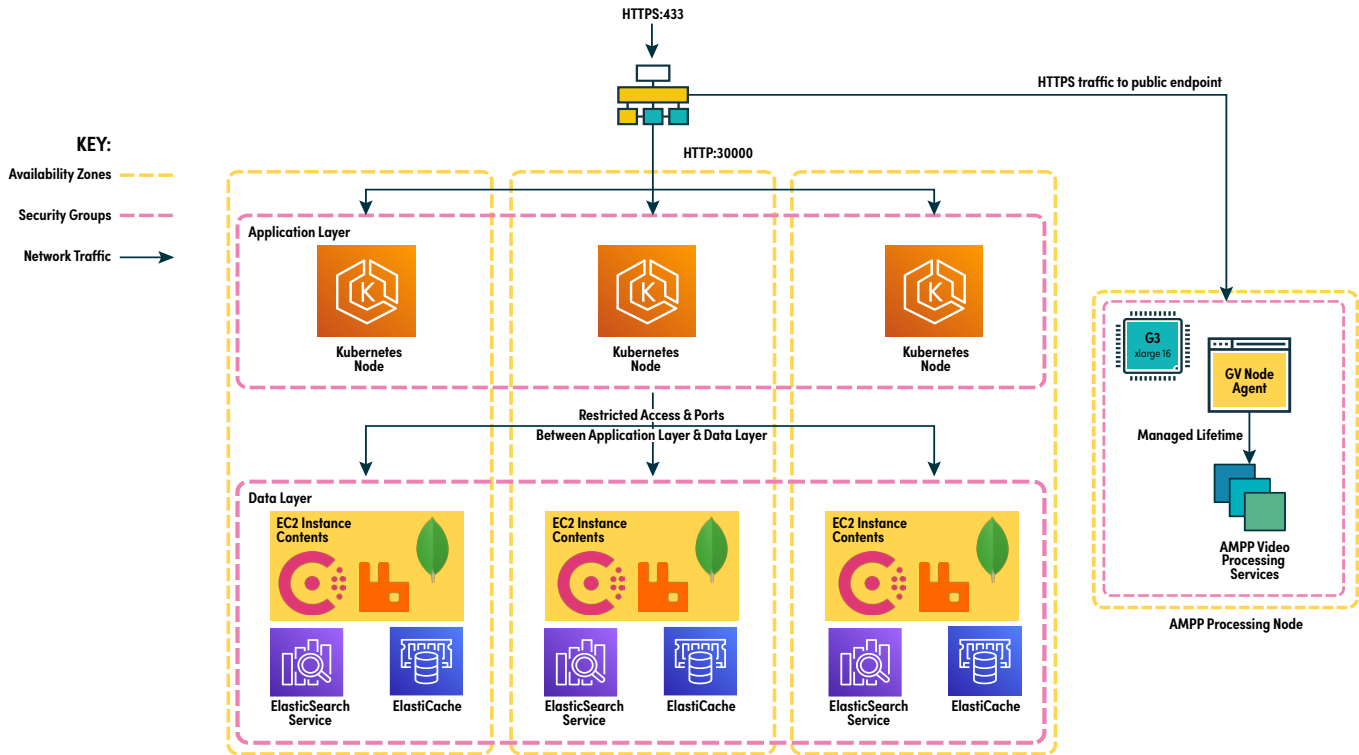 HTTPS:433
HTTPS traffic to public endpoint
KEY:
Availability Zones
Security Groups
Network Traffic
HTTP:30000
Application Layer
K
K
K
Kubernetes
Node
Kubernetes
Node
Kubernetes
Node
Restricted Access & Ports
Between Application Layer & Data Layer
Data Layer
EC2 Instance
Contents
EC2 Instance
Contents
EC2 Instance
Contents
ElasticSearch
Service
ElastiCache
ElasticSearch
Service
ElastiCache
ElasticSearch
Service
ElastiCache
G3
xlarge 16
GV Node
Agent
Managed Lifetime
AMPP Video
Processing
Services
AMPP Processing Node